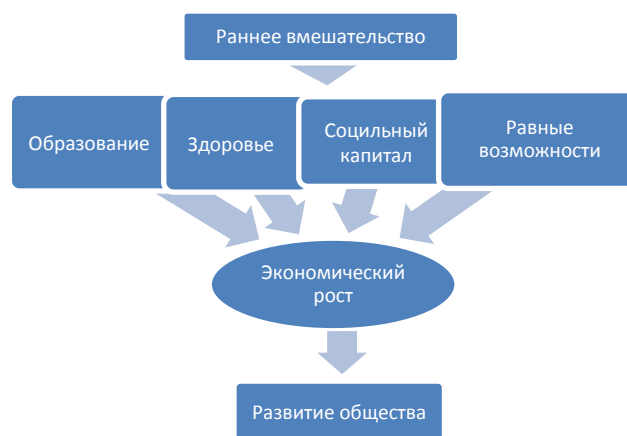 Раннее вмешательство
Образование
Здоровье
Социльный
капитал
Равные
возможности
Экономический
рост
Развитие общества